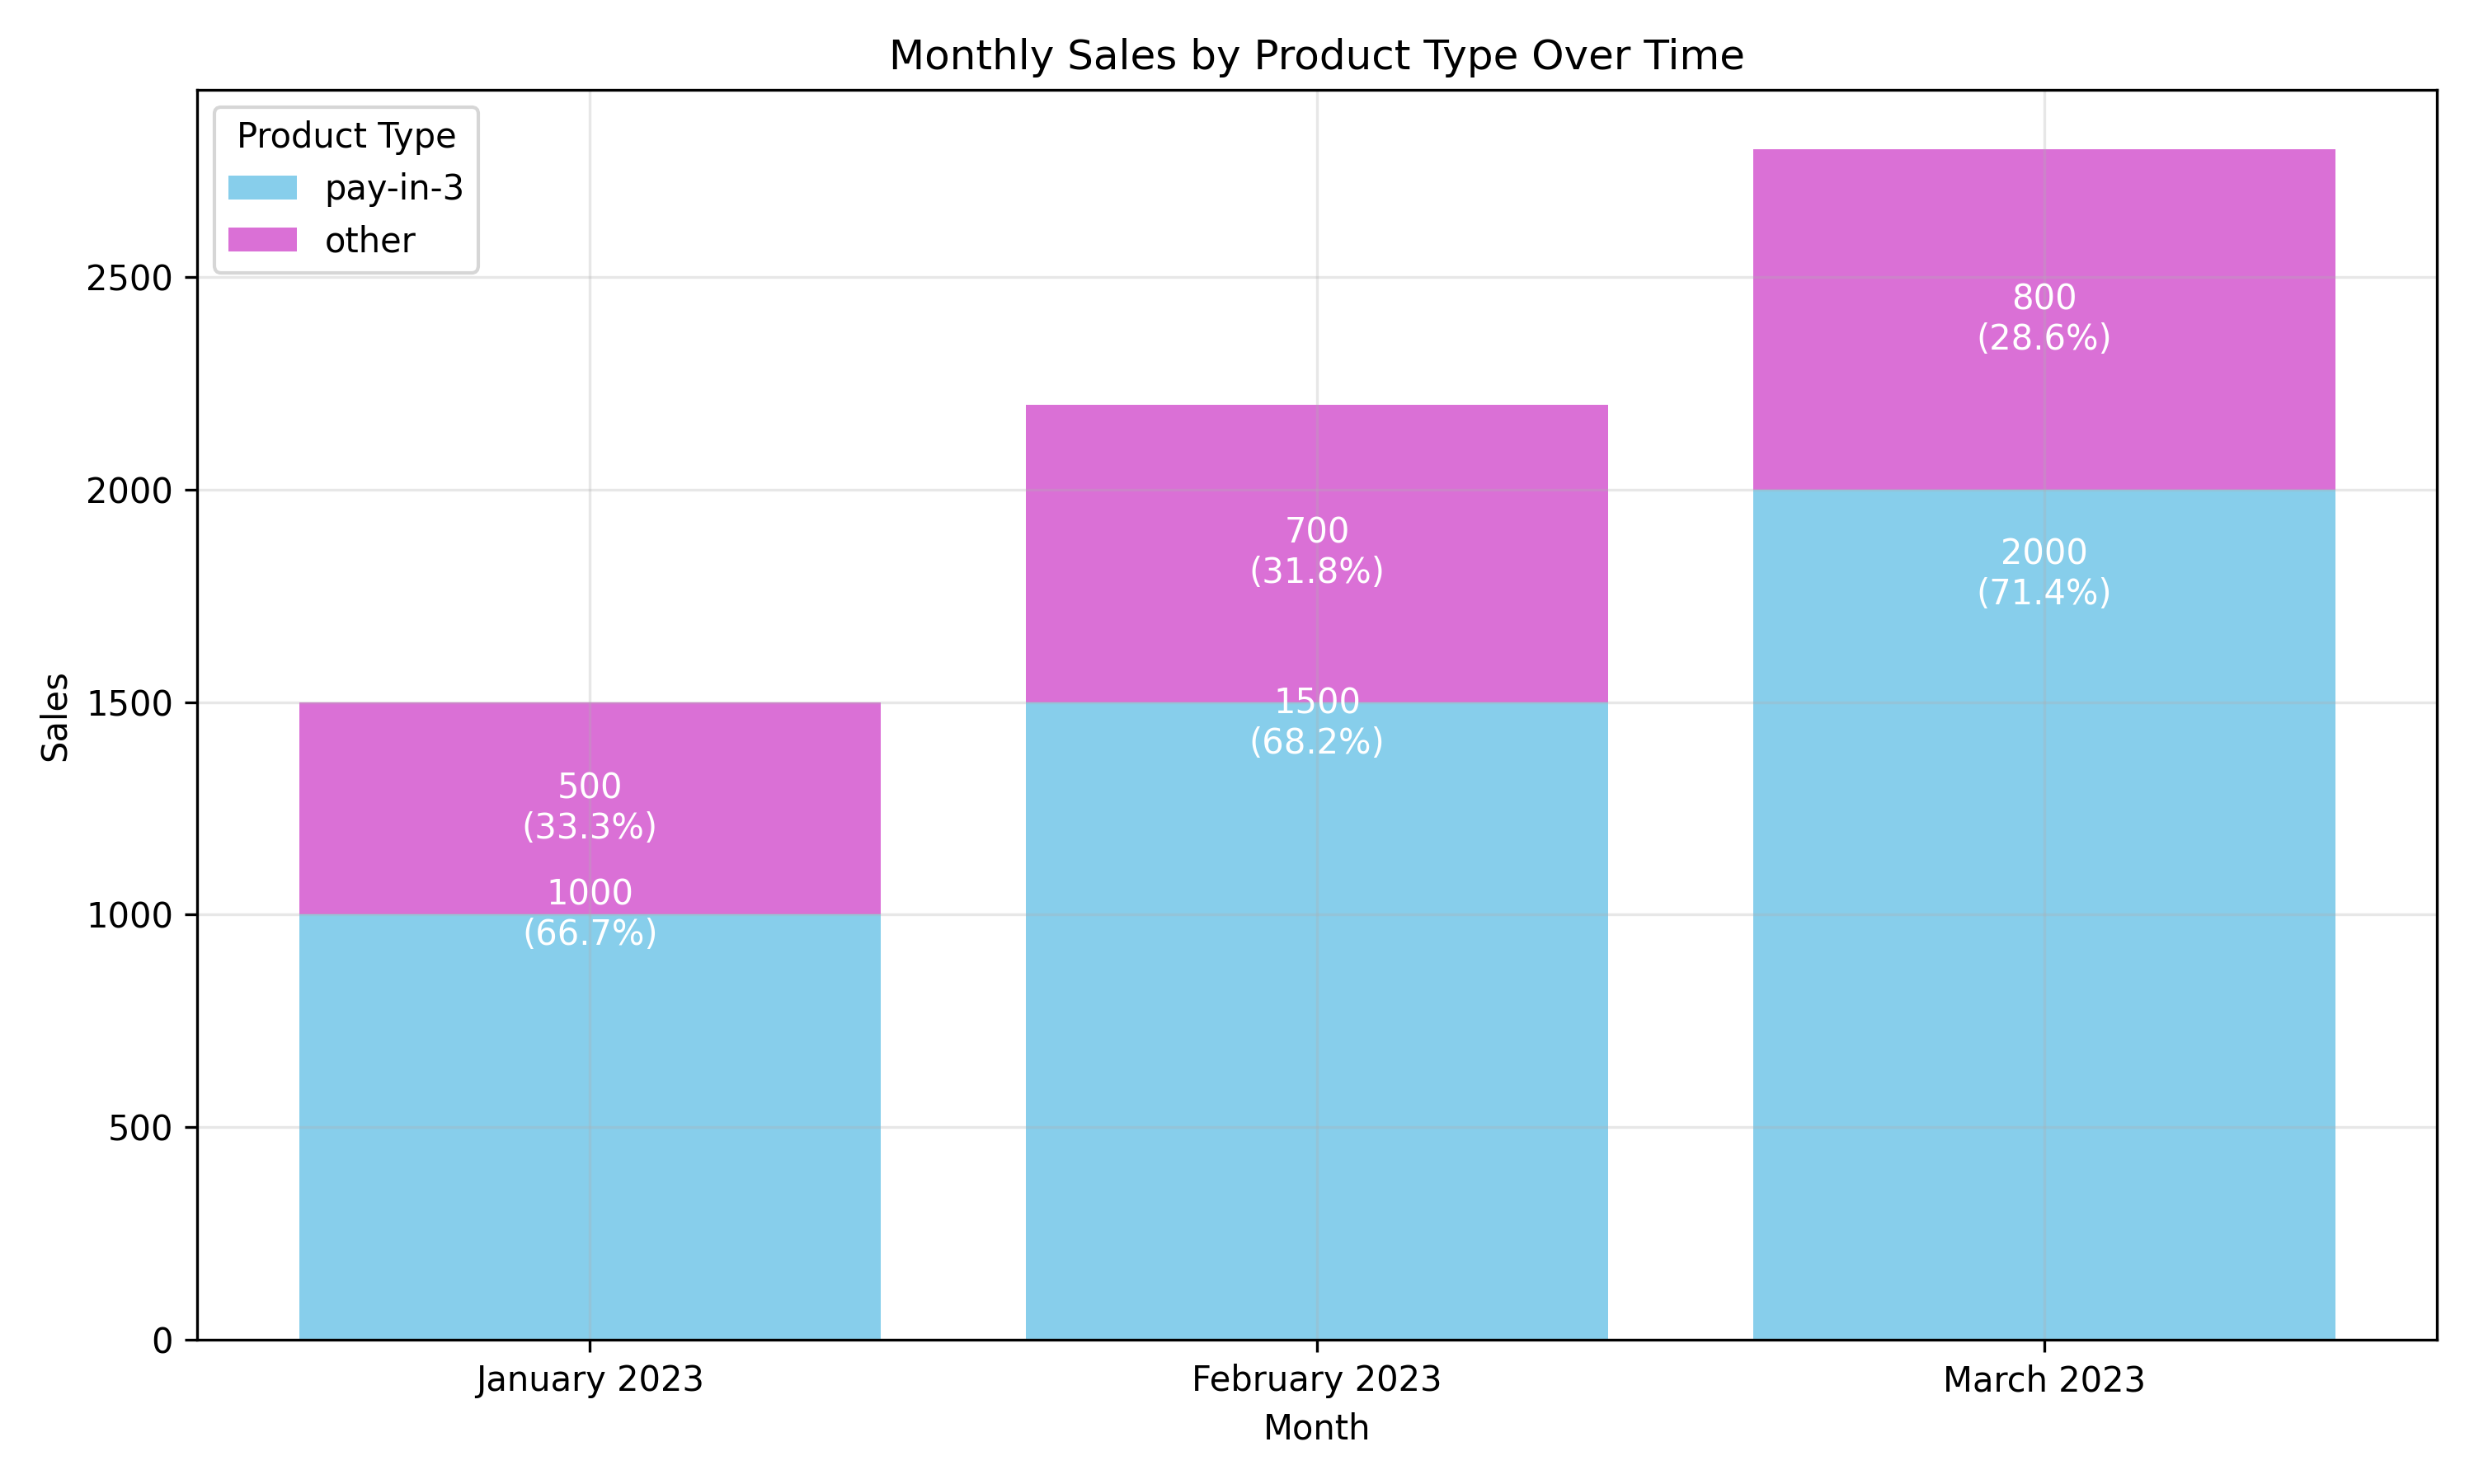 Monthly Sales by Product Type Over Time
Product Type
pay-in-3
other
Sales
2500
2000
1500
1000
500
0
500
(33.3%)
1000
(66.7%)
700
(31.8%)
1500
(68.2%)
800
(28.6%)
2000
(71.4%)
January 2023
February 2023
March 2023
Month